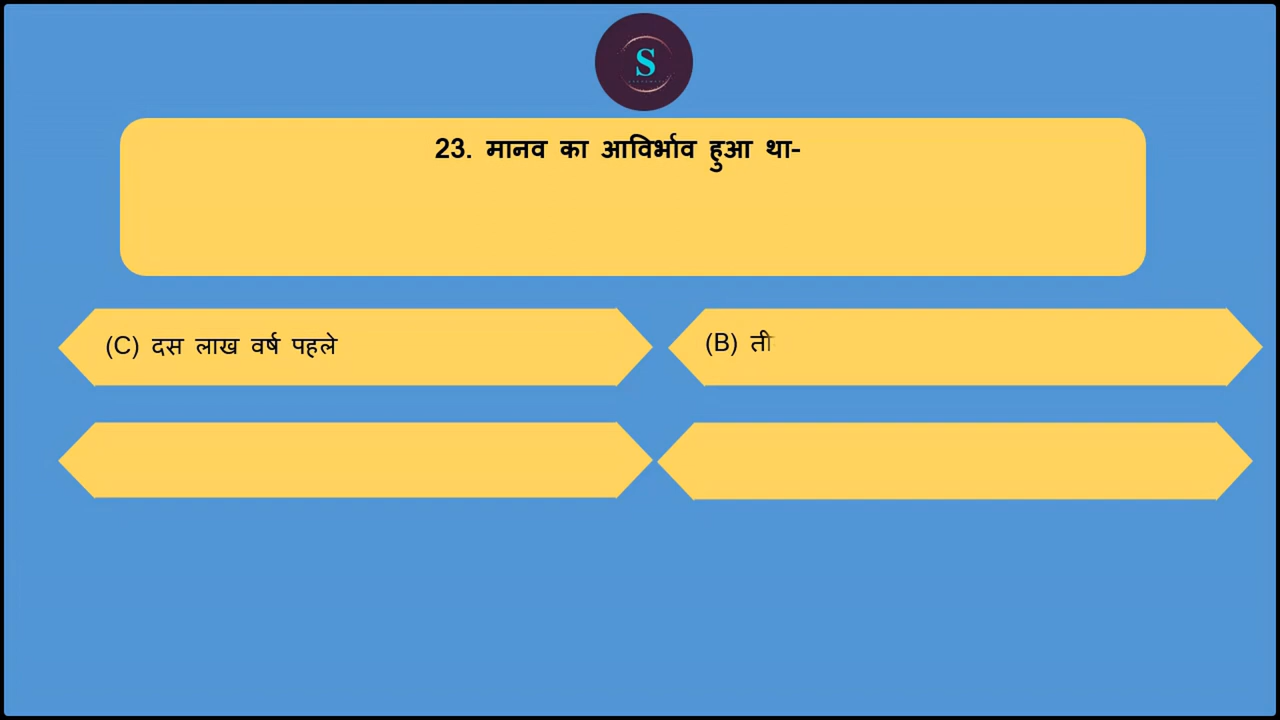 S
23. मानव का आविर्भाव हुआ था-
(C) दस लाख वर्ष पहले
(B) ती